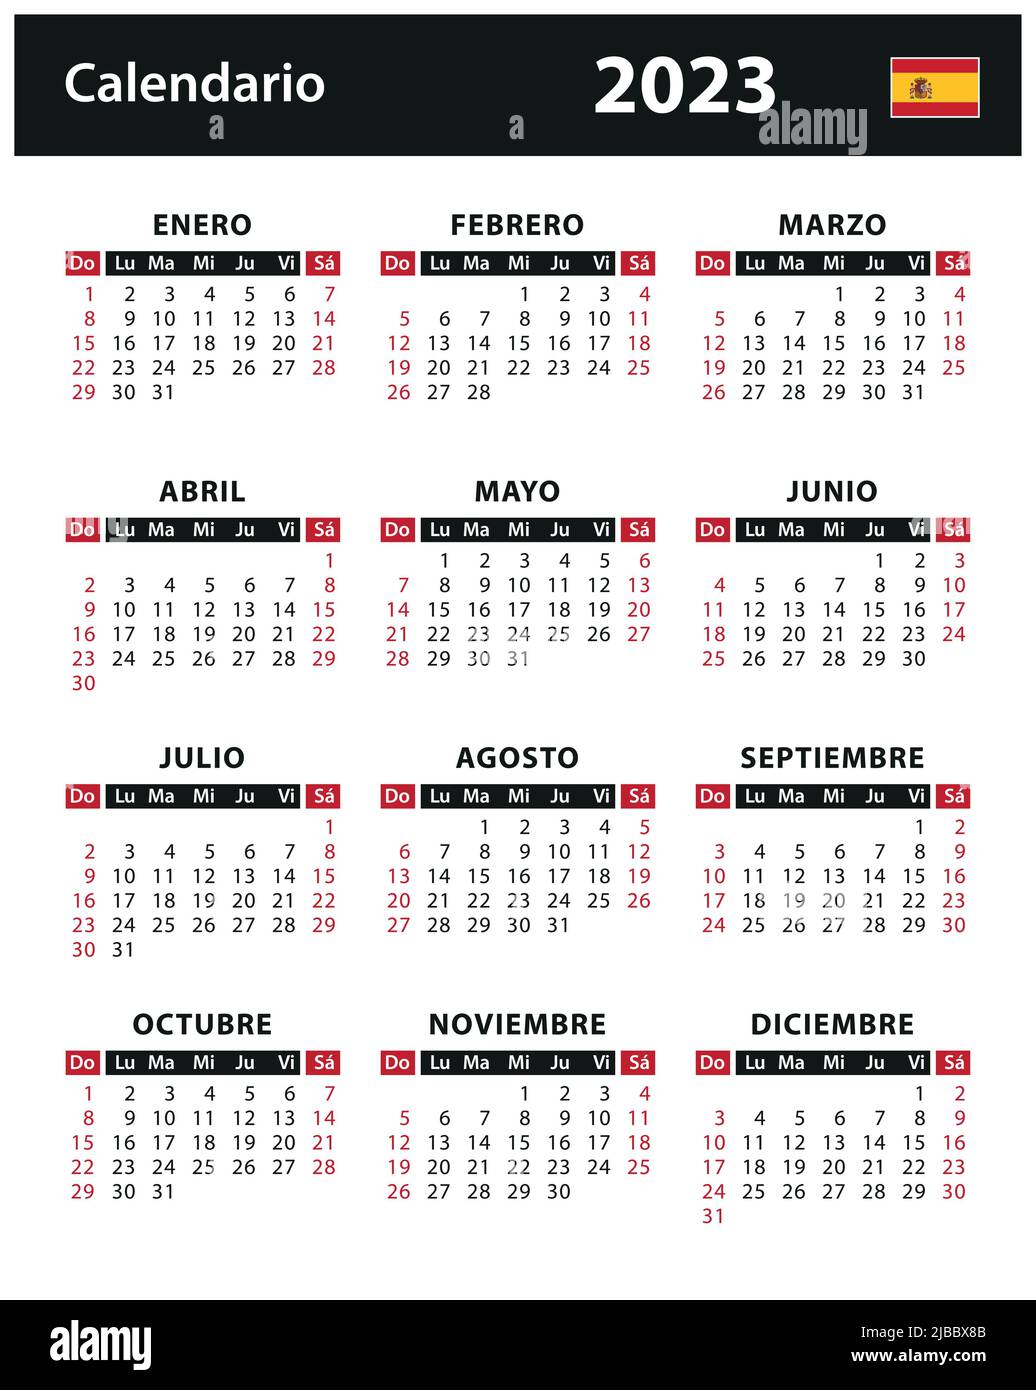 Calendario 2023
a a alamy
ENERO FEBRERO MARZO
Do Lu Ma Mi Ju Vi Sá Do Lu Ma Mi Ju Vi Sá Do Lu Ma Mi Ju Vi Sá
1 2 3 4 5 6 7 1 2 3 4 1 2 3 4
8 9 10 11 12 13 14 5 6 7 8 9 10 11 5 6 7 8 9 10 11
15 16 17 18 19 20 21 12 13 14 15 16 17 18 12 13 14 15 16 17 18
22 23 24 25 26 27 28 19 20 21 22 23 24 25 19 20 21 22 23 24 25
29 30 31 26 27 28 26 27 28 29 30 31
ABRIL MAYO JUNIO
Do Lu Ma Mi Ju Vi Sá Do Lu Ma Mi Ju Vi Sá Do Lu Ma Mi Ju Vi Sá
1 1 2 3 4 5 6 1 2 3
2 3 4 5 6 7 8 7 8 9 10 11 12 13 4 5 6 7 8 9 10
9 10 11 12 13 14 15 14 15 16 17 18 19 20 11 12 13 14 15 16 17
16 17 18 19 20 21 22 21 22 23 24 25 26 27 18 19 20 21 22 23 24
23 24 25 26 27 28 29 28 29 30 31 25 26 27 28 29 30
30
JULIO AGOSTO SEPTIEMBRE
Do Lu Ma Mi Ju Vi Sá Do Lu Ma Mi Ju Vi Sá Do Lu Ma Mi Ju Vi Sá
1 1 2 3 4 5 1 2
2 3 4 5 6 7 8 6 7 8 9 10 11 12 3 4 5 6 7 8 9
9 10 11 12 13 14 15 13 14 15 16 17 18 19 10 11 12 13 14 15 16
16 17 18 19 20 21 22 20 21 22 23 24 25 26 17 18 19 20 21 22 23
23 24 25 26 27 28 29 27 28 29 30 31 24 25 26 27 28 29 30
30 31
OCTUBRE NOVIEMBRE DICIEMBRE
Do Lu Ma Mi Ju Vi Sá Do Lu Ma Mi Ju Vi Sá Do Lu Ma Mi Ju Vi Sá
1 2 3 4 5 6 7 1 2 3 4 1 2
8 9 10 11 12 13 14 5 6 7 8 9 10 11 3 4 5 6 7 8 9
15 16 17 18 19 20 21 12 13 14 15 16 17 18 10 11 12 13 14 15 16
22 23 24 25 26 27 28 19 20 21 22 23 24 25 17 18 19 20 21 22 23
29 30 31 26 27 28 29 30 24 25 26 27 28 29 30
31
alamy
Image ID: 2JBBX8B
www.alamy.com